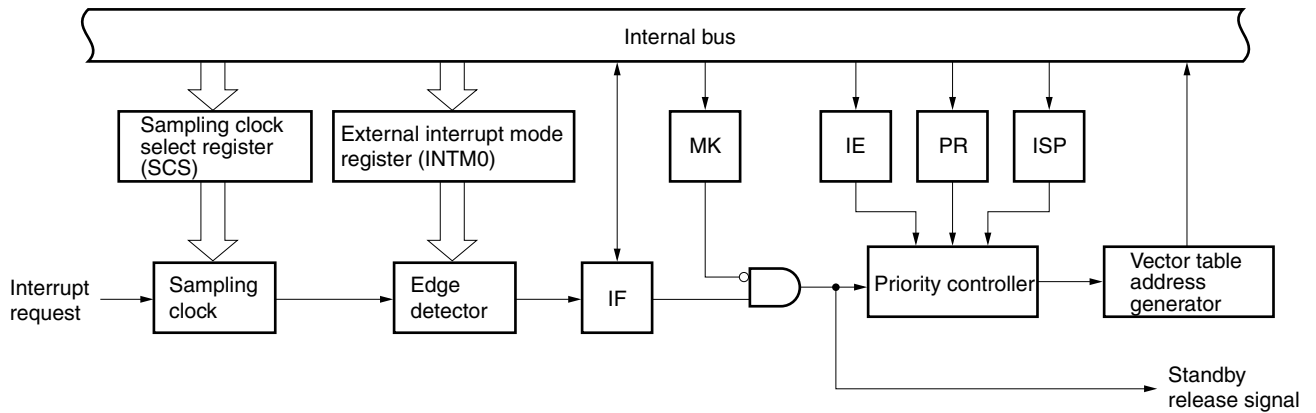 Internal bus
Sampling clock
select register
(SCS)
External interrupt mode
register (INTM0)
MK
IE
PR
ISP
Interrupt
request
Sampling
clock
Edge
detector
IF
Priority controller
Vector table
address
generator
Standby
release signal